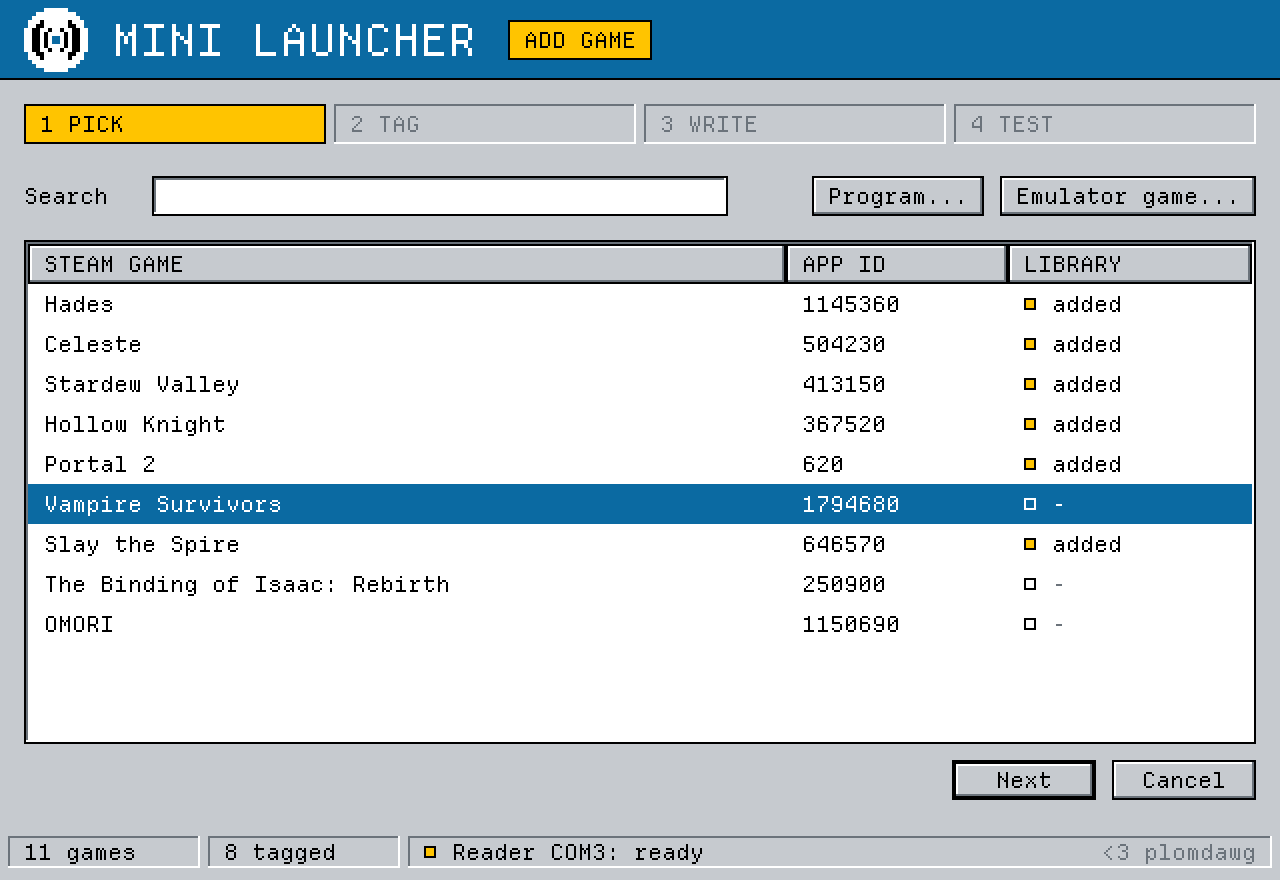 MINI LAUNCHER ADD GAME
1 PICK 2 TAG 3 WRITE 4 TEST
Search Program... Emulator game...
STEAM GAME APP ID LIBRARY
Hades 1145360 added
Celeste 504230 added
Stardew Valley 413150 added
Hollow Knight 367520 added
Portal 2 620 added
Vampire Survivors 1794680 -
Slay the Spire 646570 added
The Binding of Isaac: Rebirth 250900 -
OMORI 1150690 -
Next Cancel
11 games 8 tagged Reader COM3: ready <3 plomdawg